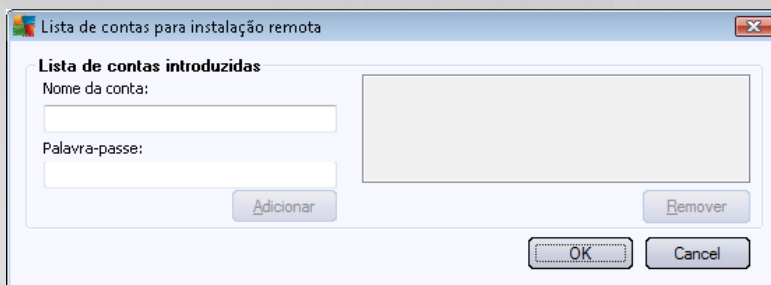 Lista de contas para instalação remota
Lista de contas introduzidas
Nome da conta:
Palavra-passe:
Adicionar
Remover
OK
Cancel